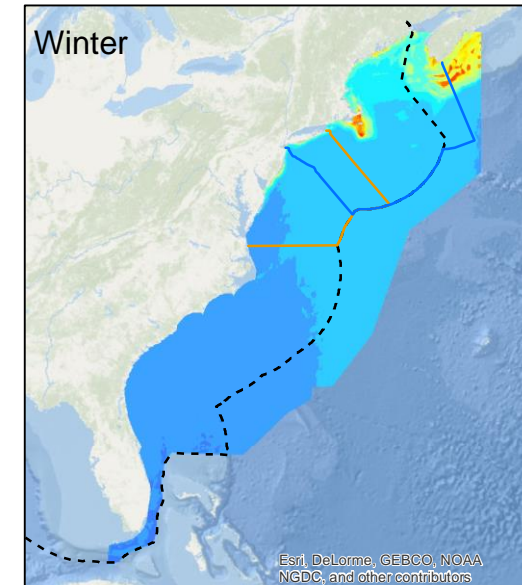 Winter
Esri, DeLorme, GEBCO, NOAA
NGDC, and other contributors